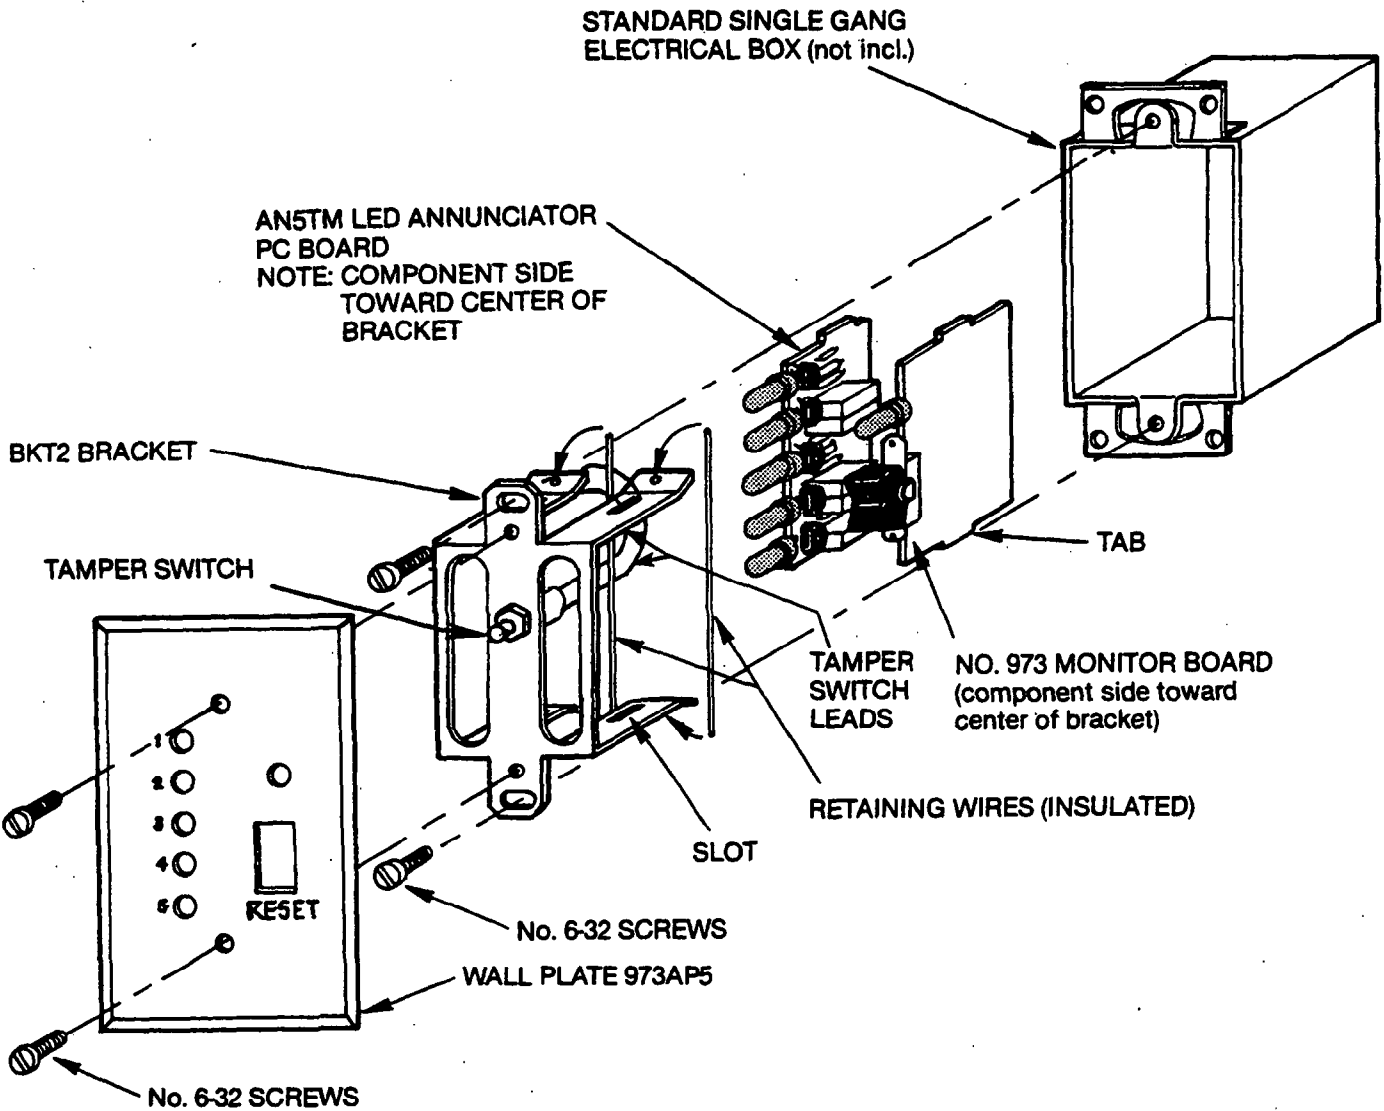 STANDARD SINGLE GANG
ELECTRICAL BOX (not incl.)
AN5TM LED ANNUNCIATOR
PC BOARD
NOTE: COMPONENT SIDE
TOWARD CENTER OF
BRACKET
BKT2 BRACKET
TAMPER SWITCH
TAB
TAMPER
SWITCH
LEADS
NO. 973 MONITOR BOARD
(component side toward
center of bracket)
RETAINING WIRES (INSULATED)
SLOT
1
2
3
4
5
RESET
No. 6-32 SCREWS
WALL PLATE 973AP5
No. 6-32 SCREWS